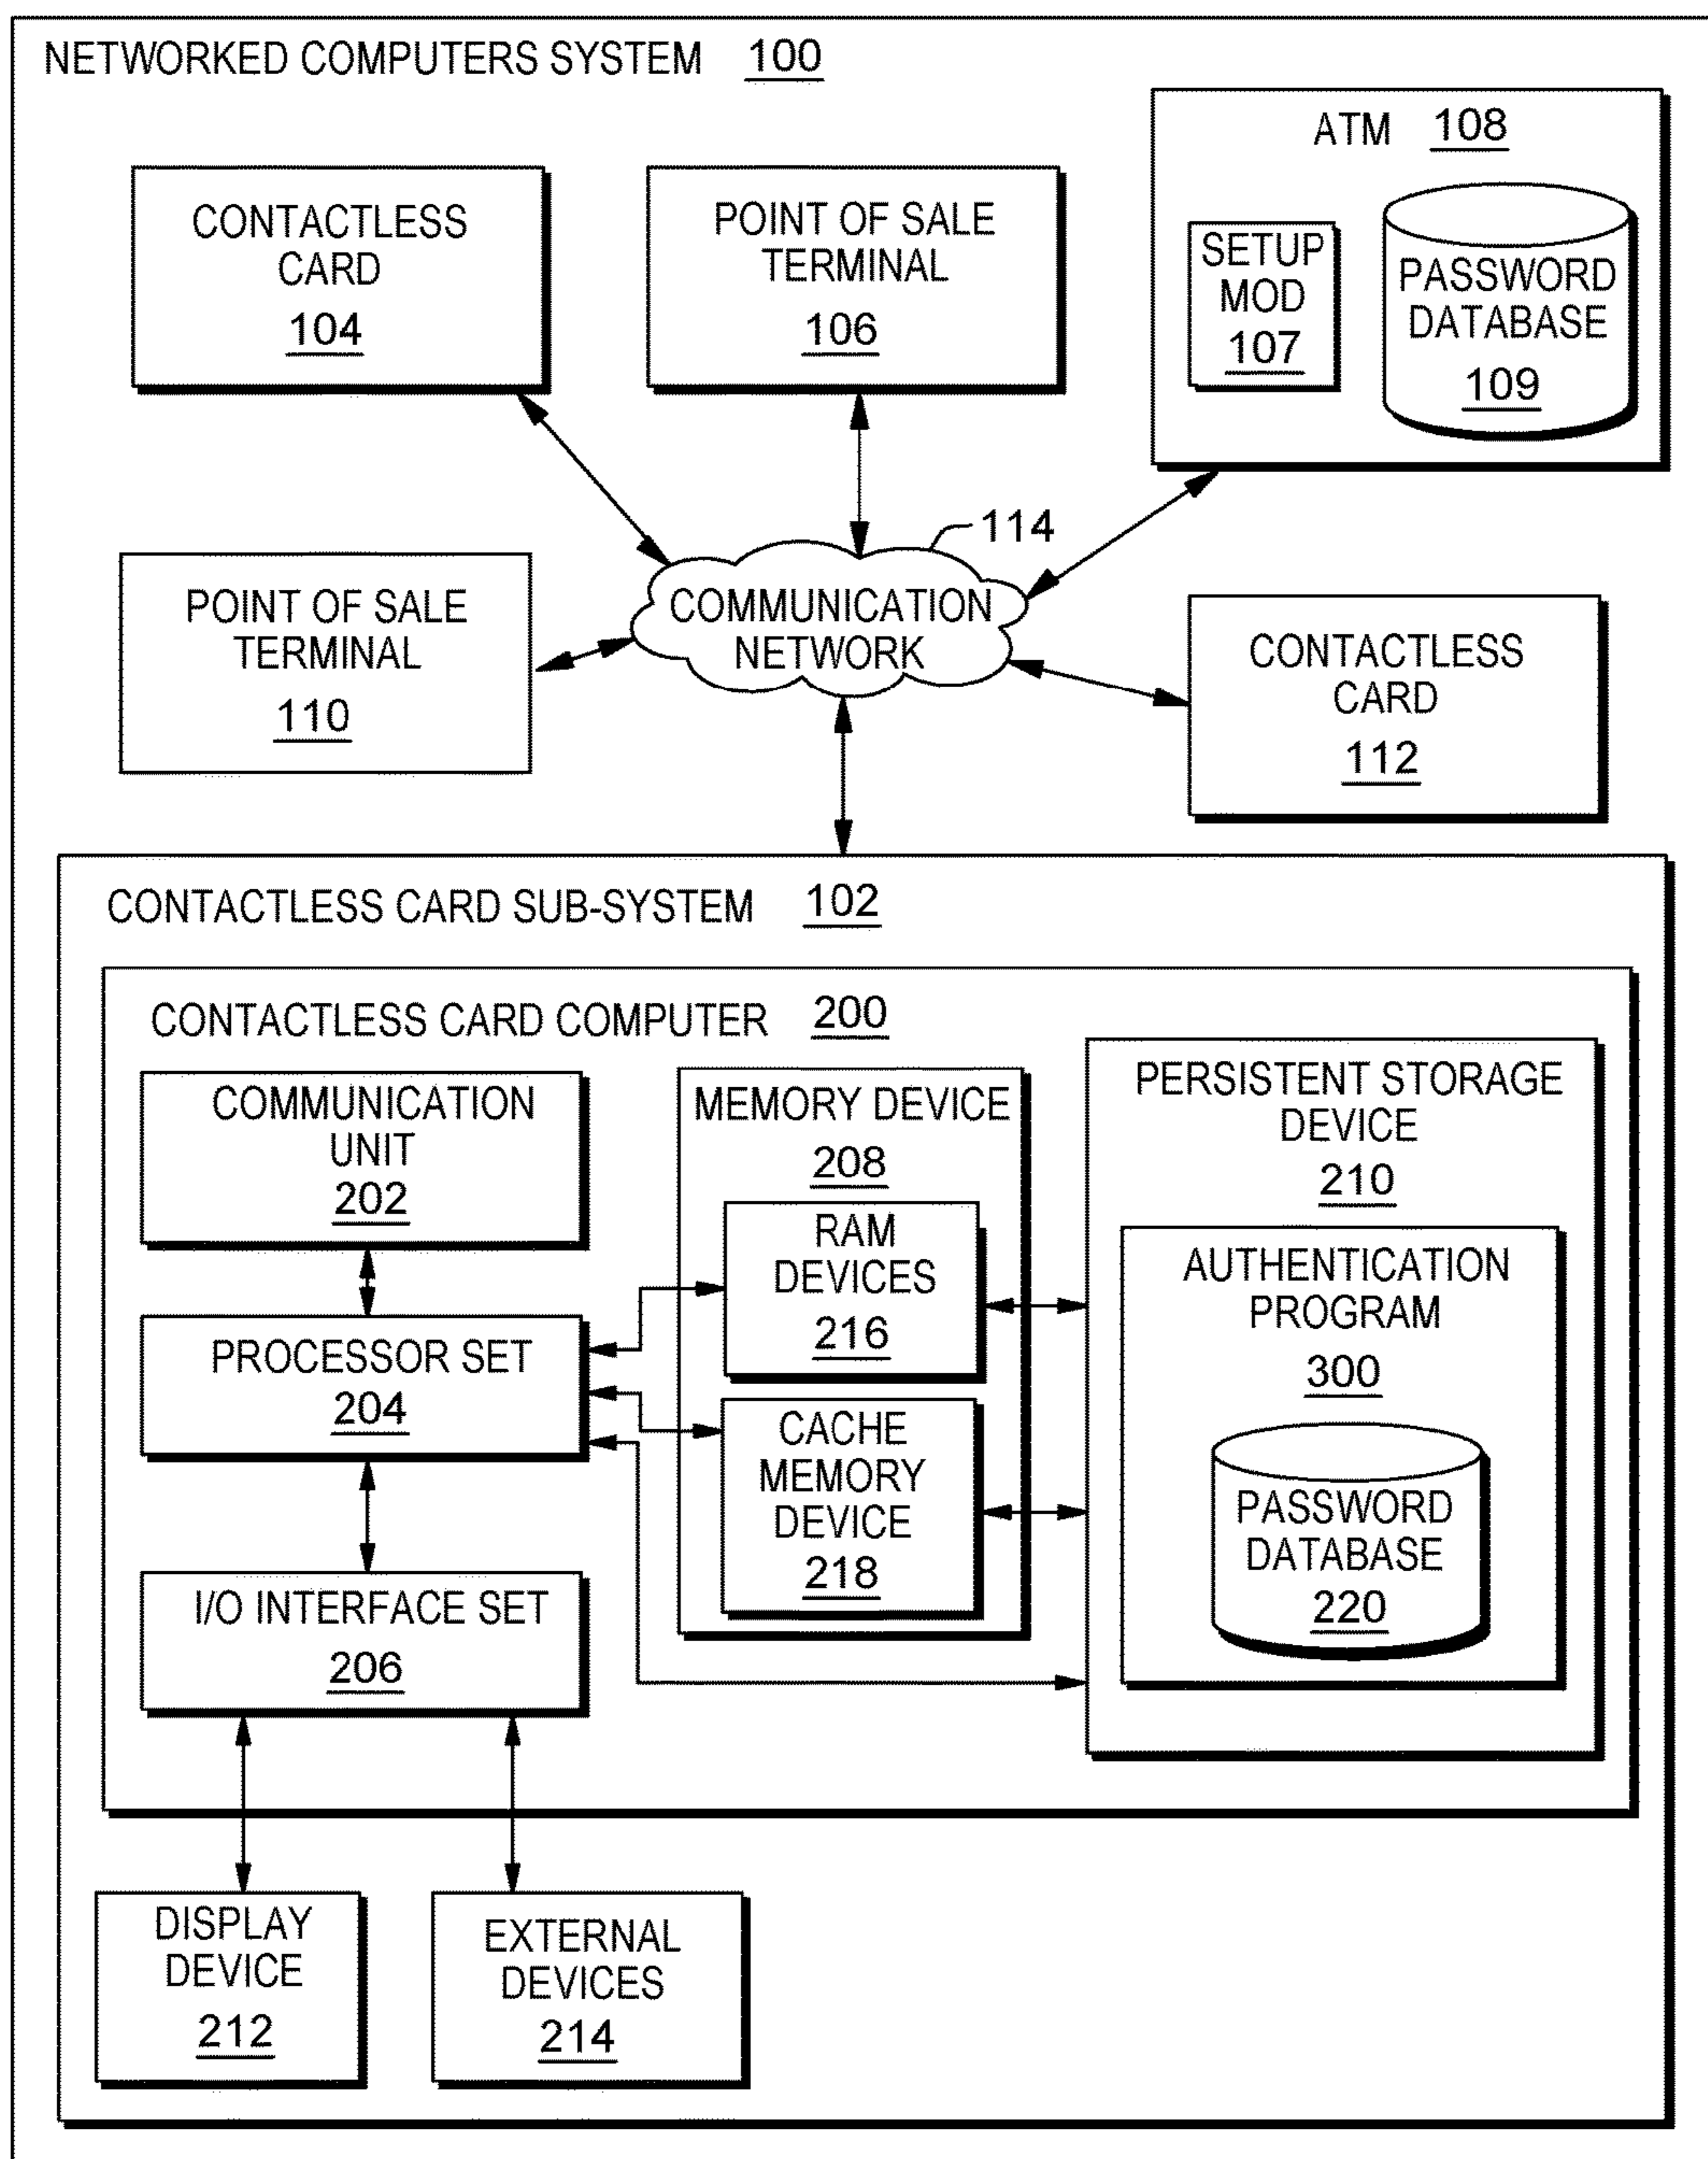 NETWORKED COMPUTERS SYSTEM 100
ATM 108
SETUP
MOD
107
PASSWORD
DATABASE
109
CONTACTLESS
CARD
104
POINT OF SALE
TERMINAL
106
114
COMMUNICATION
NETWORK
POINT OF SALE
TERMINAL
110
CONTACTLESS
CARD
112
CONTACTLESS CARD SUB-SYSTEM 102
CONTACTLESS CARD COMPUTER 200
COMMUNICATION
UNIT
202
PROCESSOR SET
204
I/O INTERFACE SET
206
MEMORY DEVICE
208
RAM
DEVICES
216
CACHE
MEMORY
DEVICE
218
PERSISTENT STORAGE
DEVICE
210
AUTHENTICATION
PROGRAM
300
PASSWORD
DATABASE
220
DISPLAY
DEVICE
212
EXTERNAL
DEVICES
214